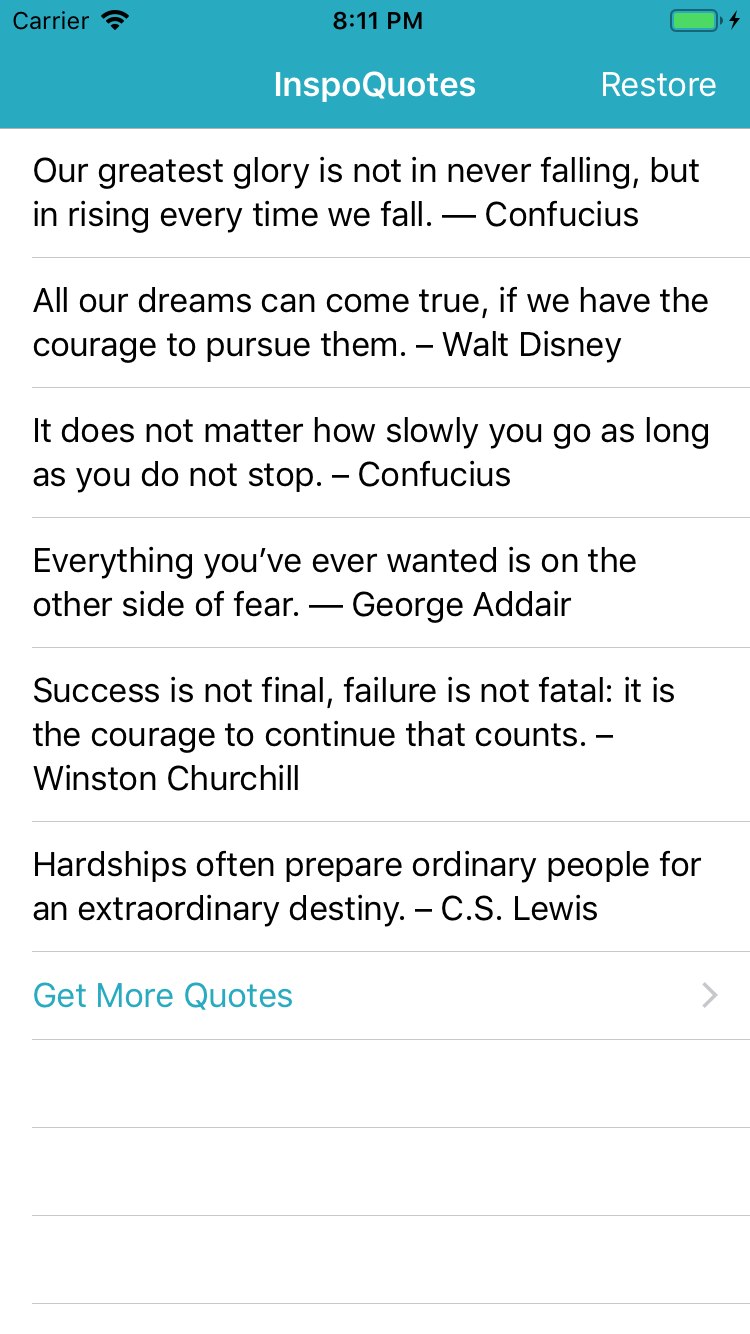 Carrier 8:11 PM
InspoQuotes Restore
Our greatest glory is not in never falling, but
in rising every time we fall. — Confucius
All our dreams can come true, if we have the
courage to pursue them. – Walt Disney
It does not matter how slowly you go as long
as you do not stop. – Confucius
Everything you’ve ever wanted is on the
other side of fear. — George Addair
Success is not final, failure is not fatal: it is
the courage to continue that counts. –
Winston Churchill
Hardships often prepare ordinary people for
an extraordinary destiny. – C.S. Lewis
Get More Quotes